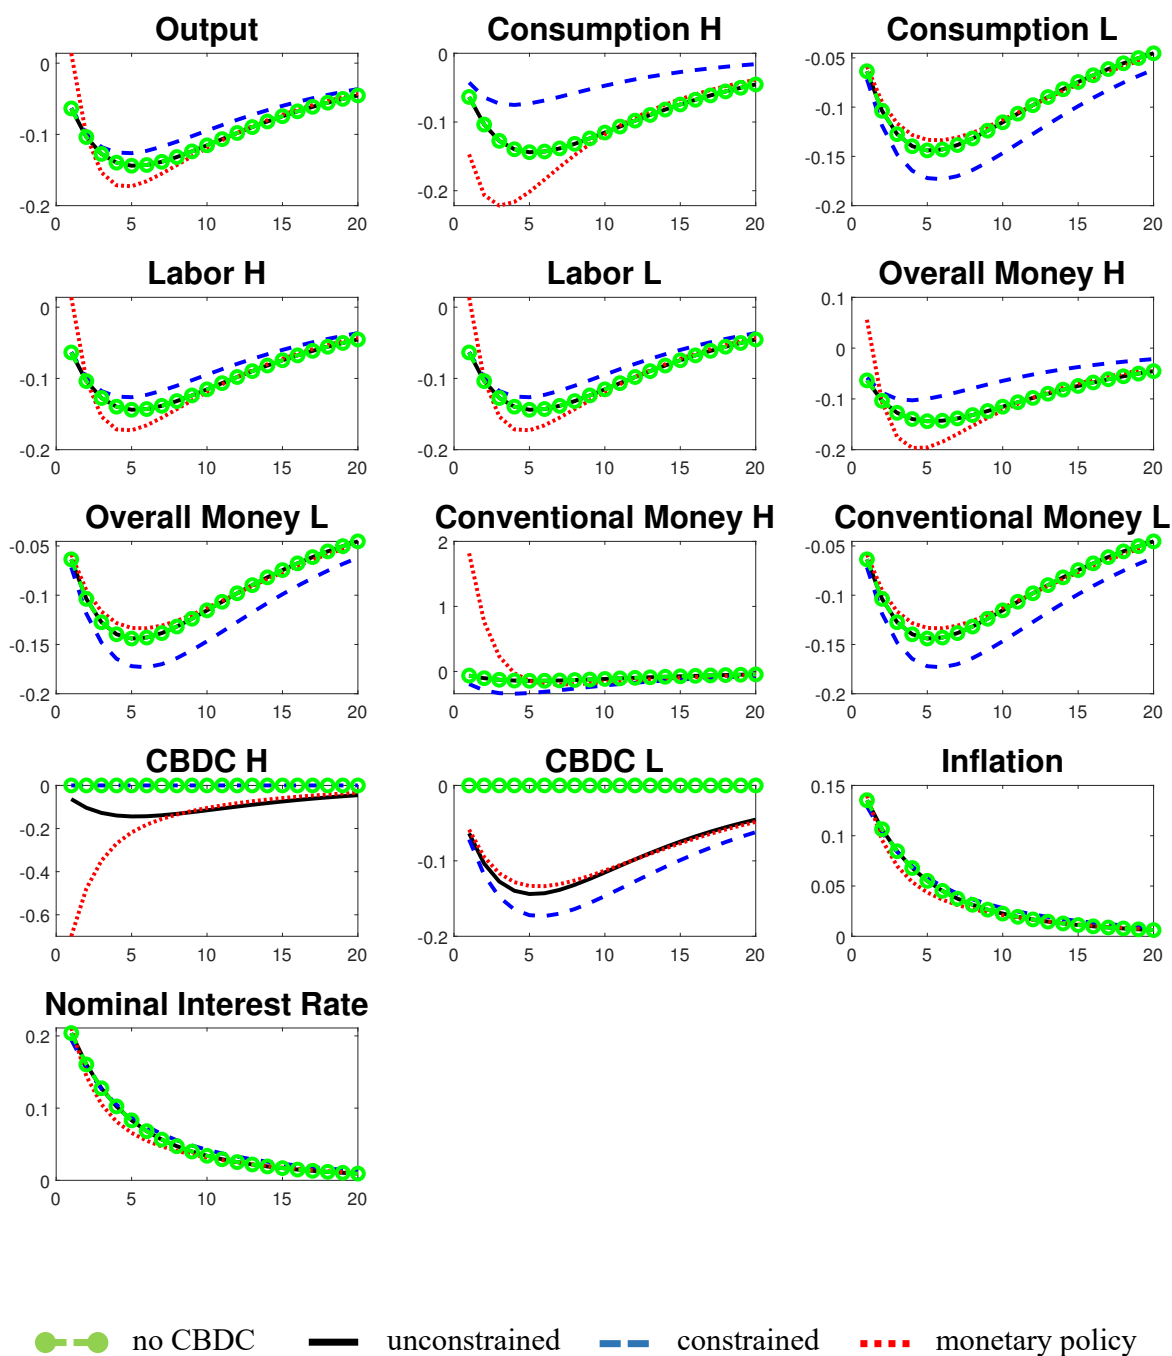 Output
Consumption H
Consumption L
0
-0.1
-0.2
0 5 10 15 20
0
-0.1
-0.2
0 5 10 15 20
-0.05
-0.1
-0.15
-0.2
0 5 10 15 20
Labor H
Labor L
Overall Money H
0
-0.1
-0.2
0 5 10 15 20
0
-0.1
-0.2
0 5 10 15 20
0.1
0
-0.1
-0.2
0 5 10 15 20
Overall Money L
Conventional Money H
Conventional Money L
-0.05
-0.1
-0.15
-0.2
0 5 10 15 20
2
1
0
0 5 10 15 20
-0.05
-0.1
-0.15
-0.2
0 5 10 15 20
CBDC H
CBDC L
Inflation
0
-0.2
-0.4
-0.6
0 5 10 15 20
0
-0.1
-0.2
0 5 10 15 20
0.15
0.1
0.05
0
0 5 10 15 20
Nominal Interest Rate
0.2
0.1
0
0 5 10 15 20
no CBDC unconstrained constrained monetary policy